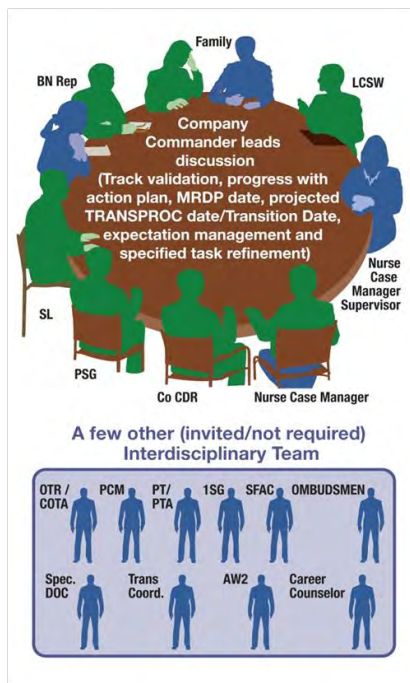 Family
BN Rep
LCSW
Company
Commander leads
discussion
(Track validation, progress with
action plan, MRDP date, projected
TRANSPROC date/Transition Date,
expectation management and
specified task refinement)
Nurse
Case
Manager
Supervisor
SL
PSG
Co CDR
Nurse Case Manager
A few other (invited/not required)
Interdisciplinary Team
OTR /
COTA
PCM
PT/
PTA
1SG
SFAC
OMBUDSMEN
Spec.
DOC
Trans
Coord.
AW2
Career
Counselor